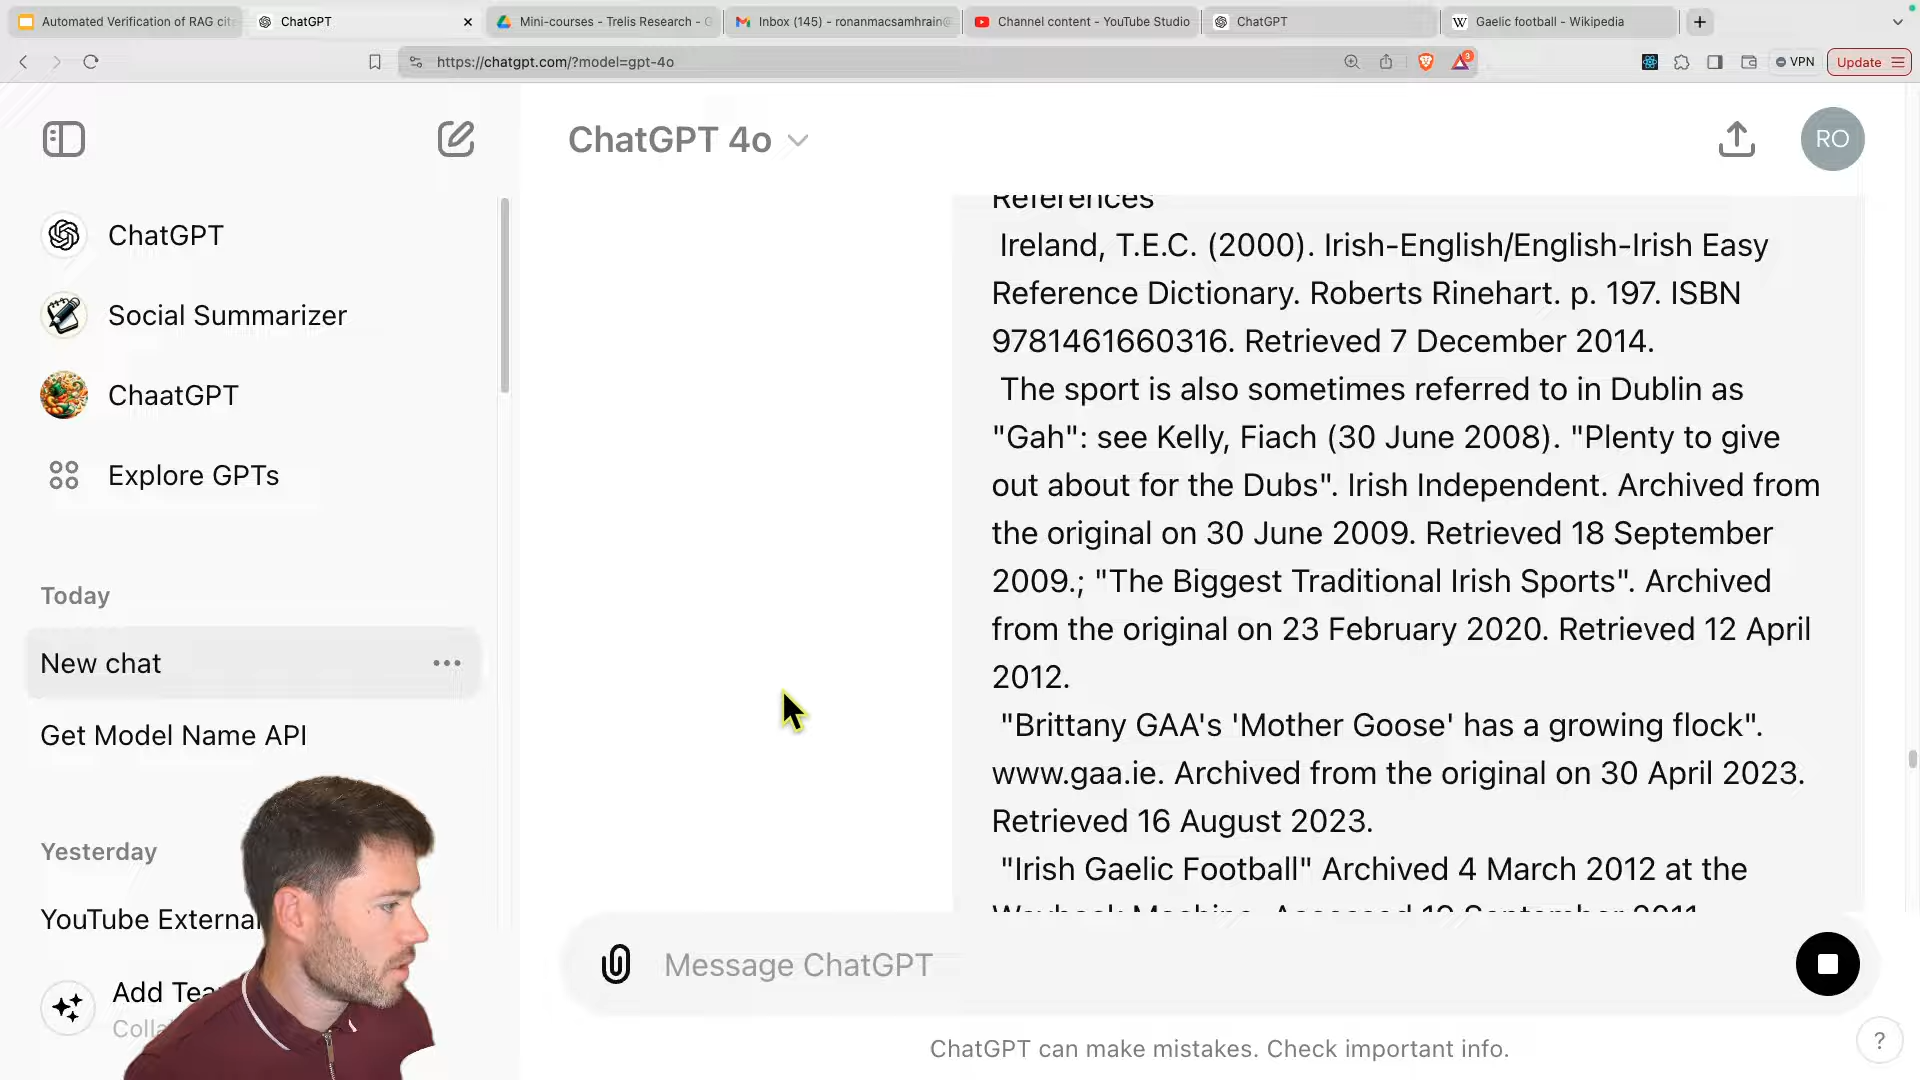 Automated Verification of RAG cit
ChatGPT
Mini-courses - Trelis Research - G
Inbox (145) - ronanmacsamhrain@
Channel content - YouTube Studio
ChatGPT
Gaelic football - Wikipedia
https://chatgpt.com/?model=gpt-4o
3
VPN
Update
ChatGPT 4o
RO
ChatGPT
Social Summarizer
ChaatGPT
Explore GPTs
Today
New chat
Get Model Name API
Yesterday
YouTube Externa
Add Tea
Colla
References
Ireland, T.E.C. (2000). Irish-English/English-Irish Easy
Reference Dictionary. Roberts Rinehart. p. 197. ISBN
9781461660316. Retrieved 7 December 2014.
The sport is also sometimes referred to in Dublin as
"Gah": see Kelly, Fiach (30 June 2008). "Plenty to give
out about for the Dubs". Irish Independent. Archived from
the original on 30 June 2009. Retrieved 18 September
2009.; "The Biggest Traditional Irish Sports". Archived
from the original on 23 February 2020. Retrieved 12 April
2012.
"Brittany GAA's 'Mother Goose' has a growing flock".
www.gaa.ie. Archived from the original on 30 April 2023.
Retrieved 16 August 2023.
"Irish Gaelic Football" Archived 4 March 2012 at the
Wayback Machine. Accessed 19 September 2011.
Message ChatGPT
ChatGPT can make mistakes. Check important info.
?